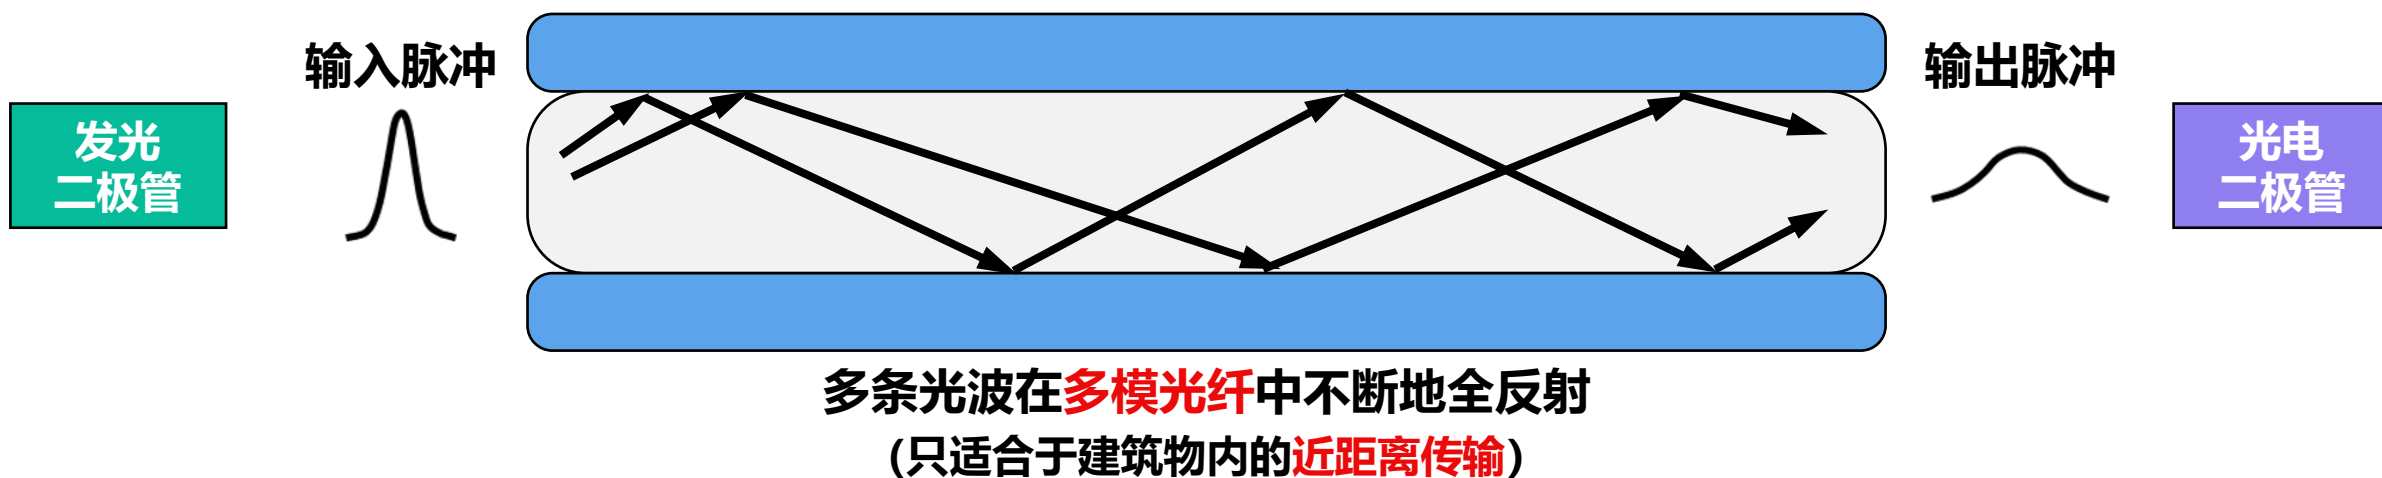 输入脉冲
输出脉冲
发光
二极管
光电
二极管
多条光波在多模光纤中不断地全反射
(只适合于建筑物内的近距离传输)